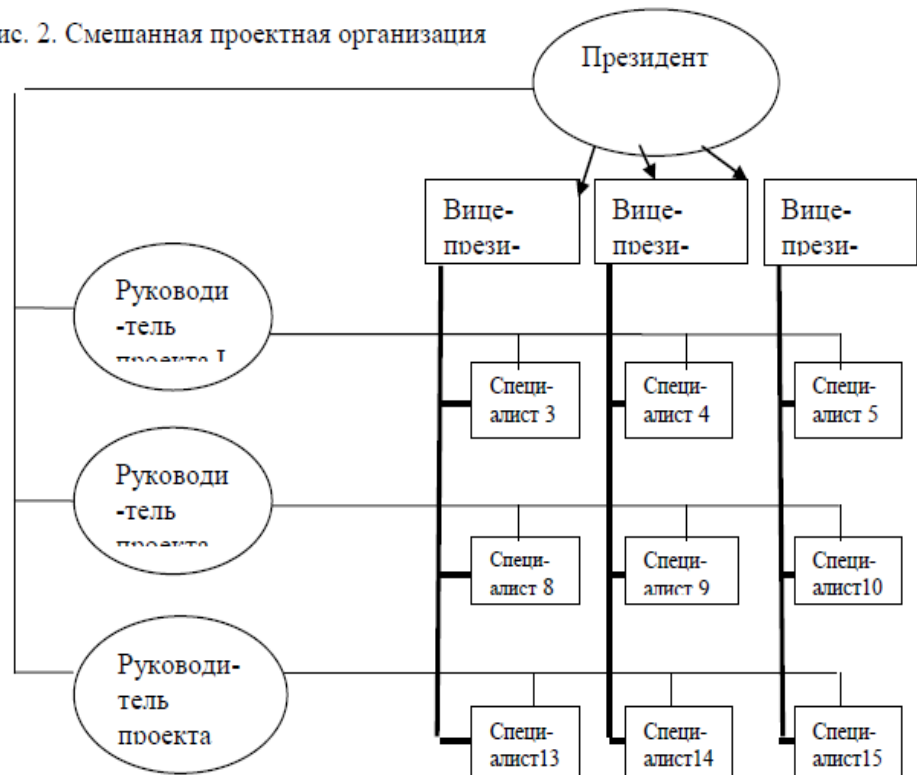 ис. 2. Смешанная проектная организация
Президент
Вице-
прези-
Вице-
прези-
Вице-
прези-
Руководи
-тель
проекта I
Специ-
алист 3
Специ-
алист 4
Специ-
алист 5
Руководи
-тель
проекта
Специ-
алист 8
Специ-
алист 9
Специ-
алист10
Руководи-
тель
проекта
Специ-
алист13
Специ-
алист14
Специ-
алист15